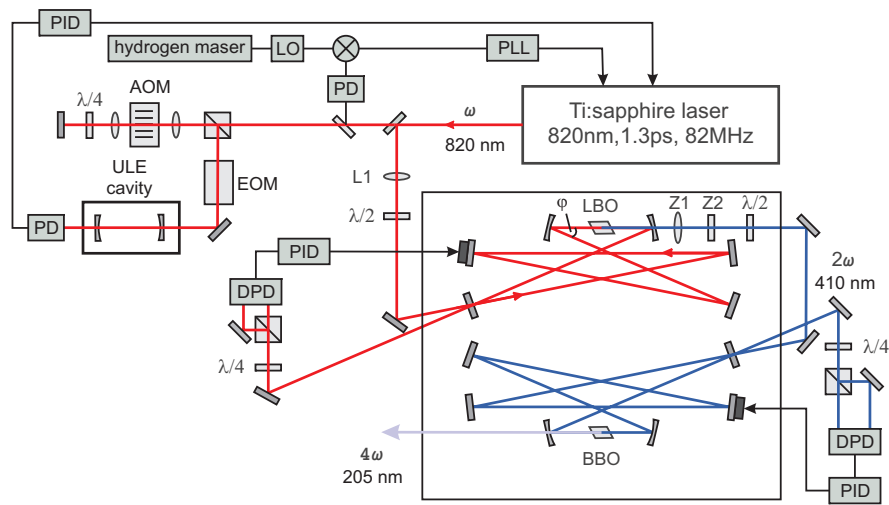 PID
hydrogen maser
LO
PLL
PD
AOM
λ/4
Ti:sapphire laser
820nm,1.3ps, 82MHz
ω
820 nm
ULE
cavity
EOM
L1
λ/2
PD
PID
DPD
λ/4
φ
LBO
Z1
Z2
λ/2
2ω
410 nm
λ/4
DPD
PID
4ω
205 nm
BBO